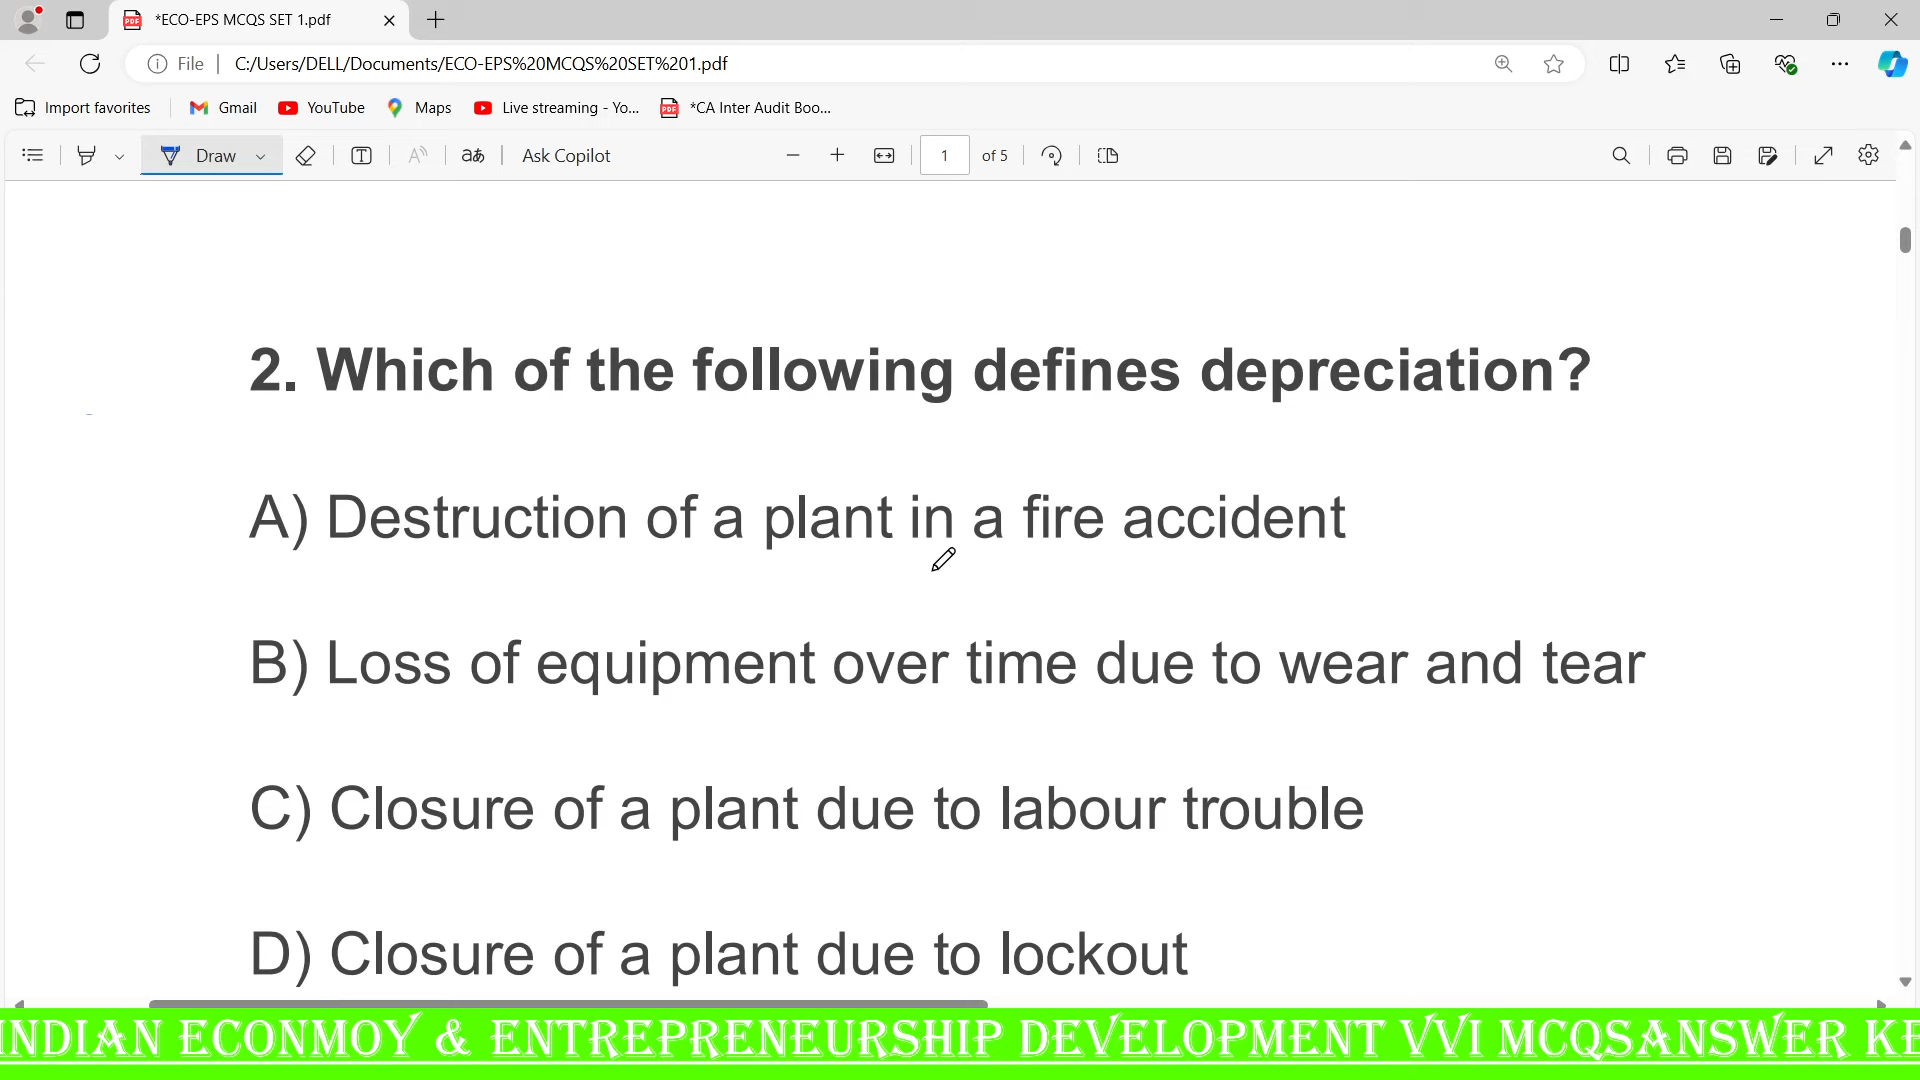 *ECO-EPS MCQS SET 1.pdf
File C:/Users/DELL/Documents/ECO-EPS%20MCQS%20SET%201.pdf
Import favorites Gmail YouTube Maps Live streaming - Yo... *CA Inter Audit Boo...
Draw aあ Ask Copilot 1 of 5
2. Which of the following defines depreciation?
A) Destruction of a plant in a fire accident
B) Loss of equipment over time due to wear and tear
C) Closure of a plant due to labour trouble
D) Closure of a plant due to lockout
INDIAN ECONMOY & ENTREPRENEURSHIP DEVELOPMENT VVI MCQSANSWER KE